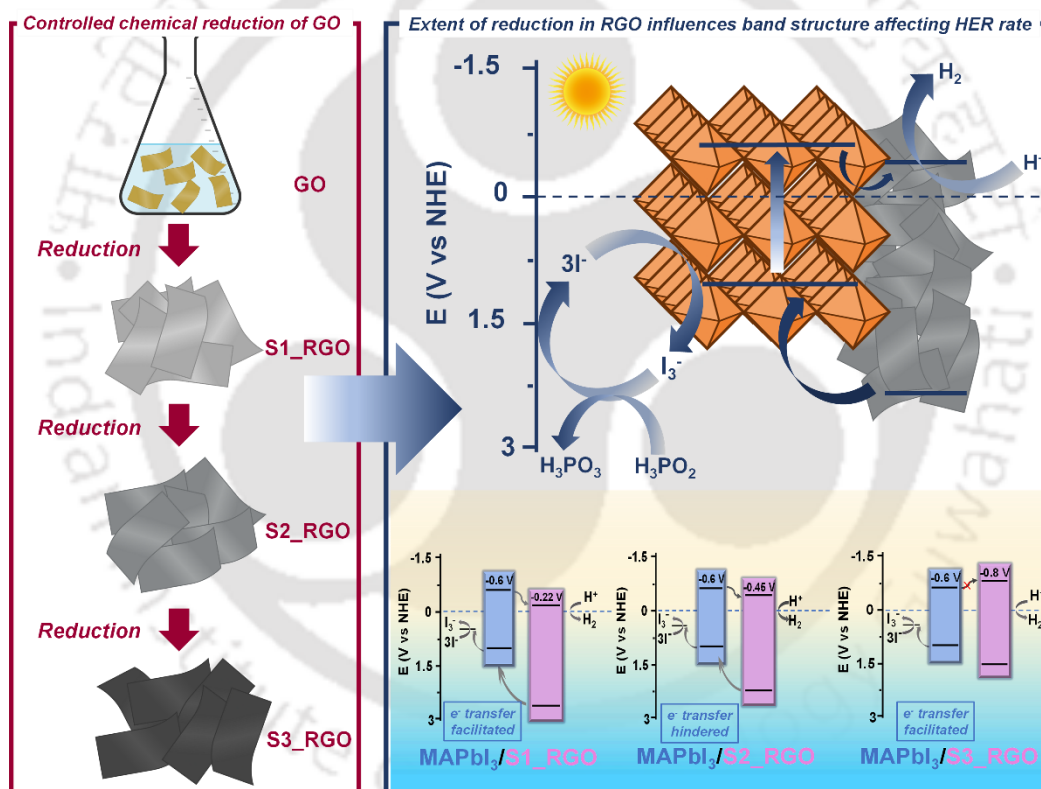 Controlled chemical reduction of GO
GO
Reduction
S1_RGO
Reduction
S2_RGO
Reduction
S3_RGO
Extent of reduction in RGO influences band structure affecting HER rate
E (V vs NHE)
-1.5
0
1.5
3
H₂
H⁺
3I⁻
I₃⁻
H₃PO₃
H₃PO₂
E (V vs NHE)
-1.5
0
1.5
3
-0.6 V
-0.22 V
H⁺
H₂
I₃⁻
3I⁻
e⁻ transfer
facilitated
MAPbI₃/S1_RGO
E (V vs NHE)
-1.5
0
1.5
3
-0.6 V
-0.45 V
H⁺
H₂
I₃⁻
3I⁻
e⁻ transfer
hindered
MAPbI₃/S2_RGO
E (V vs NHE)
-1.5
0
1.5
3
-0.6 V
-0.8 V
H⁺
H₂
I₃⁻
3I⁻
e⁻ transfer
facilitated
MAPbI₃/S3_RGO